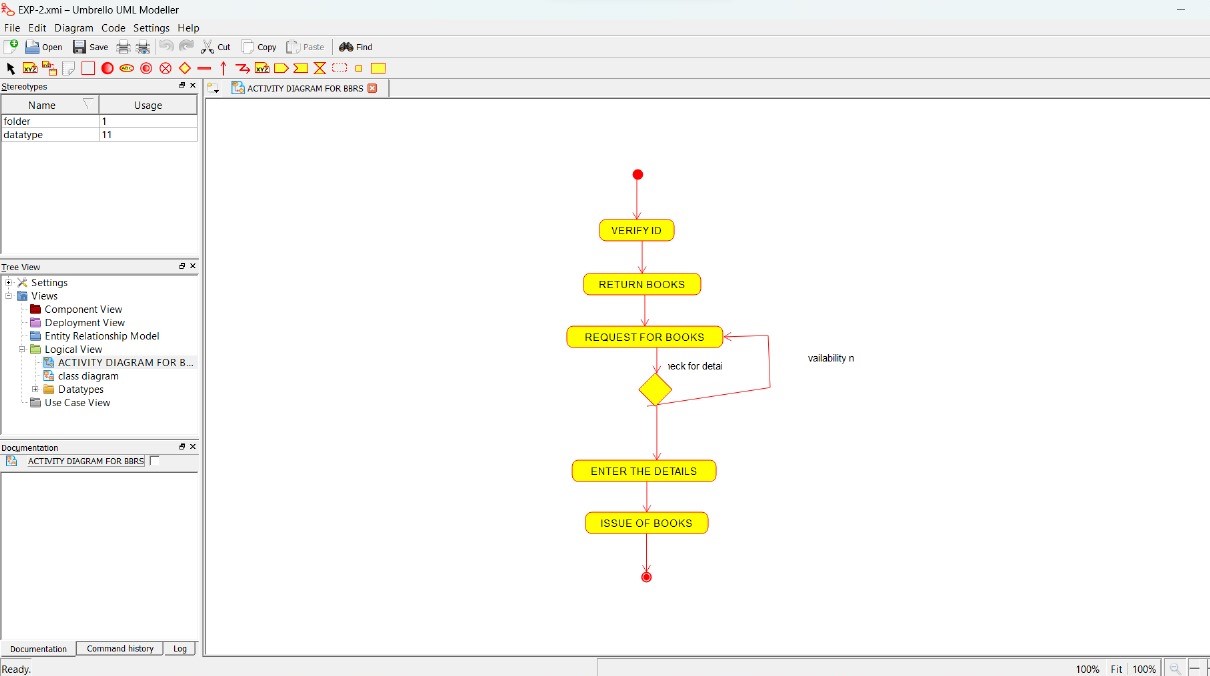 EXP-2.xmi – Umbrello UML Modeller
File Edit Diagram Code Settings Help
Open Save Cut Copy Paste Find
ACTIVITY DIAGRAM FOR BBRS
Stereotypes
Name Usage
folder 1
datatype 11
Tree View
Settings
Views
Component View
Deployment View
Entity Relationship Model
Logical View
ACTIVITY DIAGRAM FOR B...
class diagram
Datatypes
Use Case View
Documentation
ACTIVITY DIAGRAM FOR BBRS
Documentation Command history Log
VERIFY ID
RETURN BOOKS
REQUEST FOR BOOKS
eck for detai
vailability n
ENTER THE DETAILS
ISSUE OF BOOKS
Ready.
100% Fit 100%